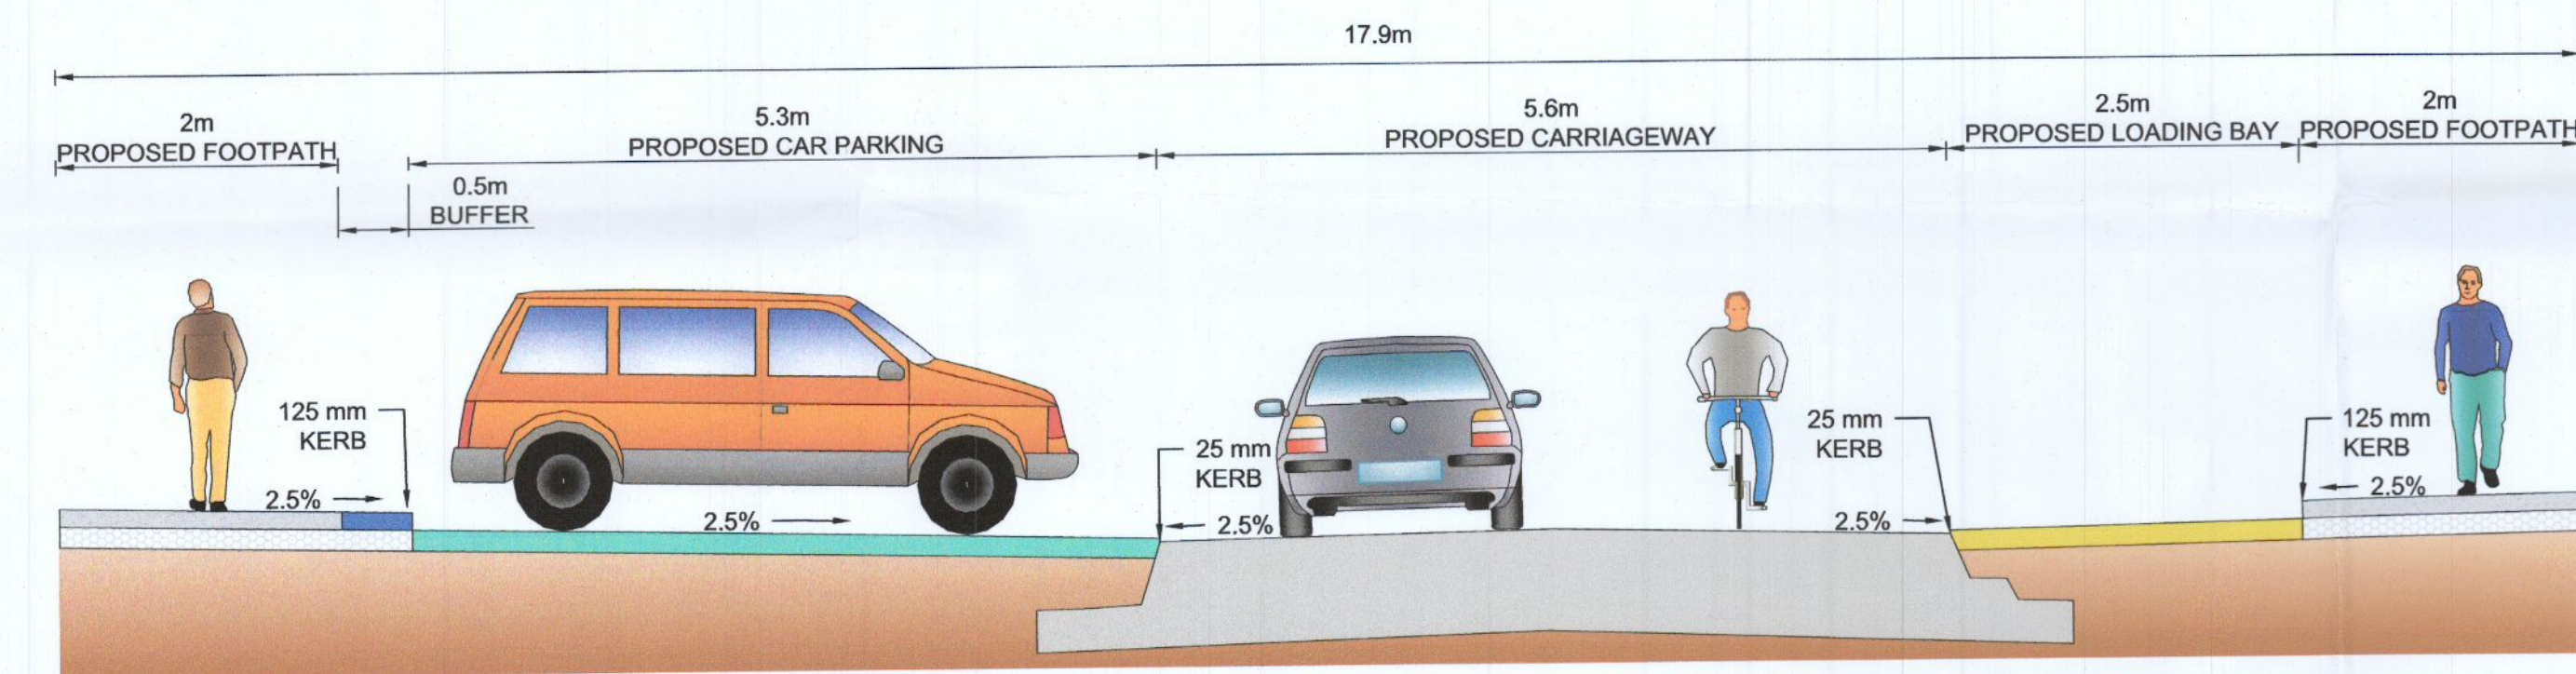 17.9m
2m
PROPOSED FOOTPATH
0.5m
BUFFER
5.3m
PROPOSED CAR PARKING
5.6m
PROPOSED CARRIAGEWAY
2.5m
PROPOSED LOADING BAY
2m
PROPOSED FOOTPATH
125 mm
KERB
2.5%
2.5%
25 mm
KERB
2.5%
25 mm
KERB
2.5%
125 mm
KERB
2.5%